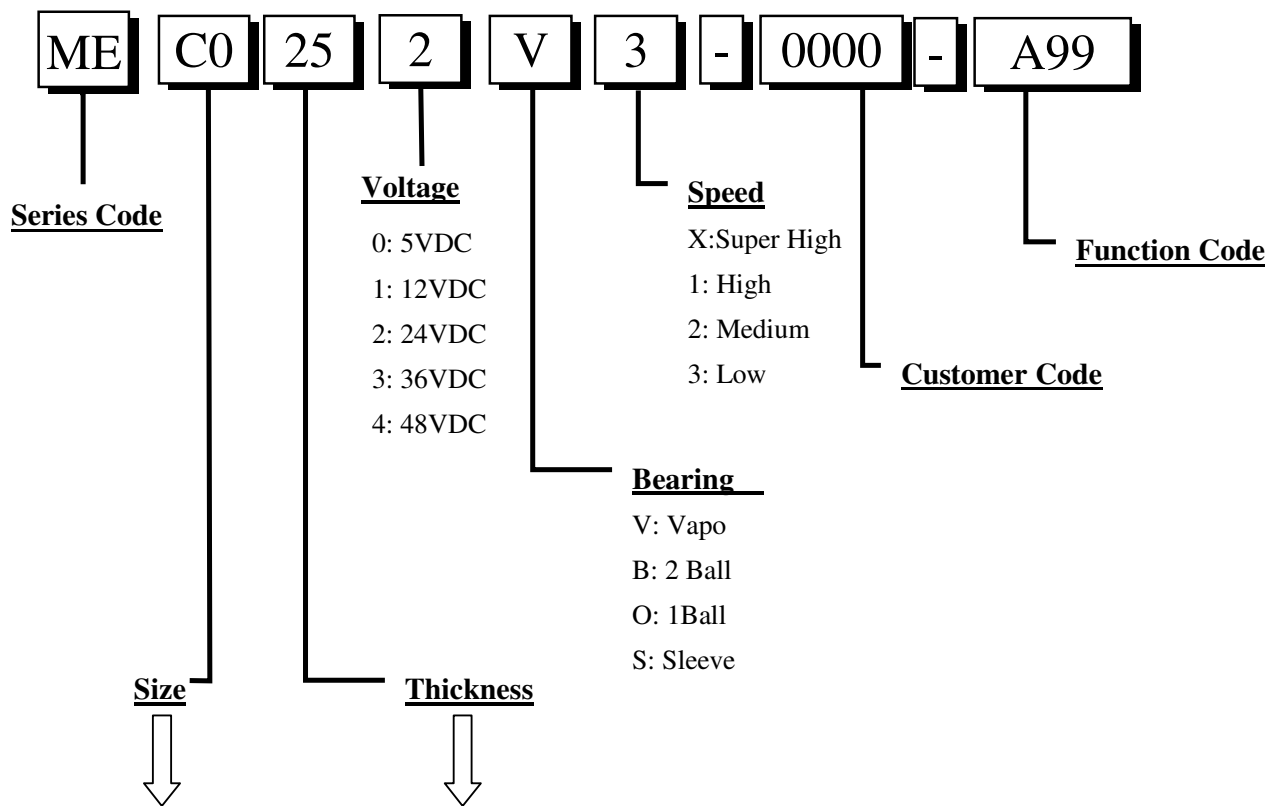 ME C0 25 2 V 3 - 0000 - A99
Series Code
Voltage
0: 5VDC
1: 12VDC
2: 24VDC
3: 36VDC
4: 48VDC
Speed
X:Super High
1: High
2: Medium
3: Low
Function Code
Customer Code
Bearing
V: Vapo
B: 2 Ball
O: 1Ball
S: Sleeve
Size
Thickness